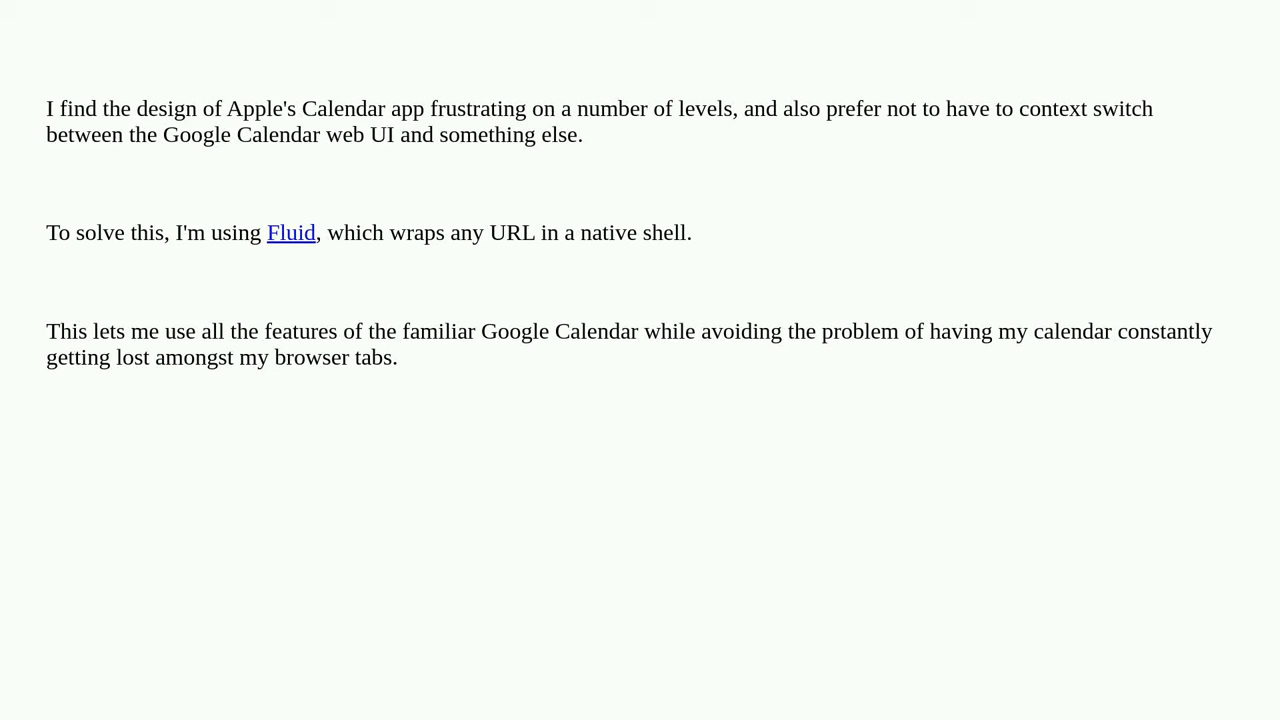 I find the design of Apple's Calendar app frustrating on a number of levels, and also prefer not to have to context switch
between the Google Calendar web UI and something else.
To solve this, I'm using Fluid, which wraps any URL in a native shell.
This lets me use all the features of the familiar Google Calendar while avoiding the problem of having my calendar constantly
getting lost amongst my browser tabs.